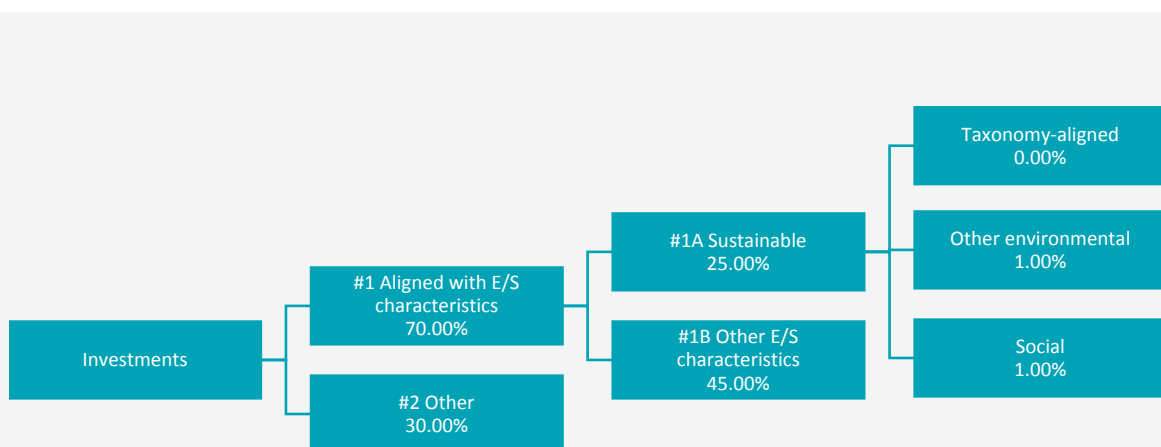 Investments
#1 Aligned with E/S
characteristics
70.00%
#2 Other
30.00%
#1A Sustainable
25.00%
#1B Other E/S
characteristics
45.00%
Taxonomy-aligned
0.00%
Other environmental
1.00%
Social
1.00%